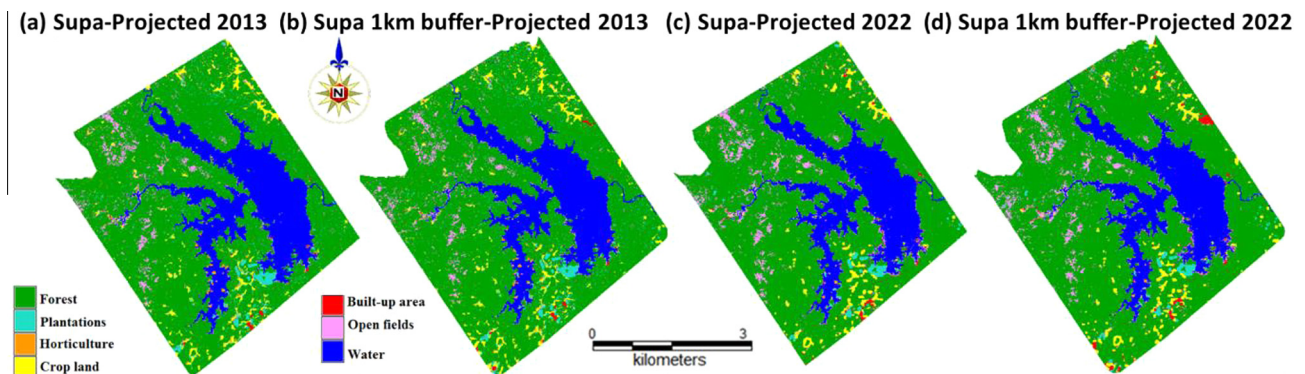 (a) Supa-Projected 2013
(b) Supa 1km buffer-Projected 2013
(c) Supa-Projected 2022
(d) Supa 1km buffer-Projected 2022
N
Forest
Plantations
Horticulture
Crop land
Built-up area
Open fields
Water
0 3
kilometers